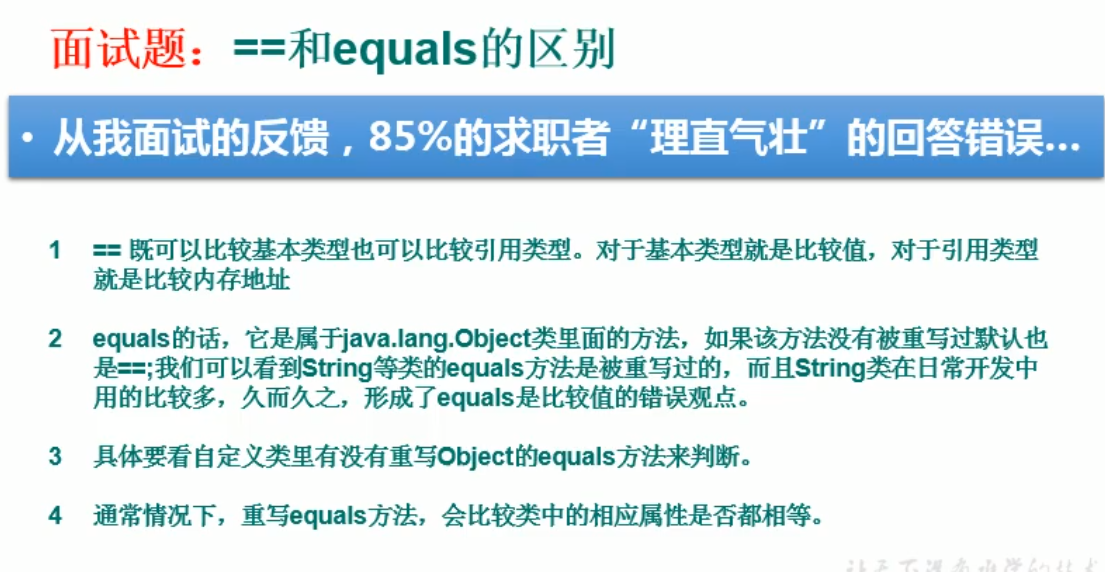 面试题：==和equals的区别
• 从我面试的反馈，85%的求职者“理直气壮”的回答错误...
1 == 既可以比较基本类型也可以比较引用类型。对于基本类型就是比较值，对于引用类型
就是比较内存地址
2 equals的话，它是属于java.lang.Object类里面的方法，如果该方法没有被重写过默认也
是==;我们可以看到String等类的equals方法是被重写过的，而且String类在日常开发中
用的比较多，久而久之，形成了equals是比较值的错误观点。
3 具体要看自定义类里有没有重写Object的equals方法来判断。
4 通常情况下，重写equals方法，会比较类中的相应属性是否都相等。